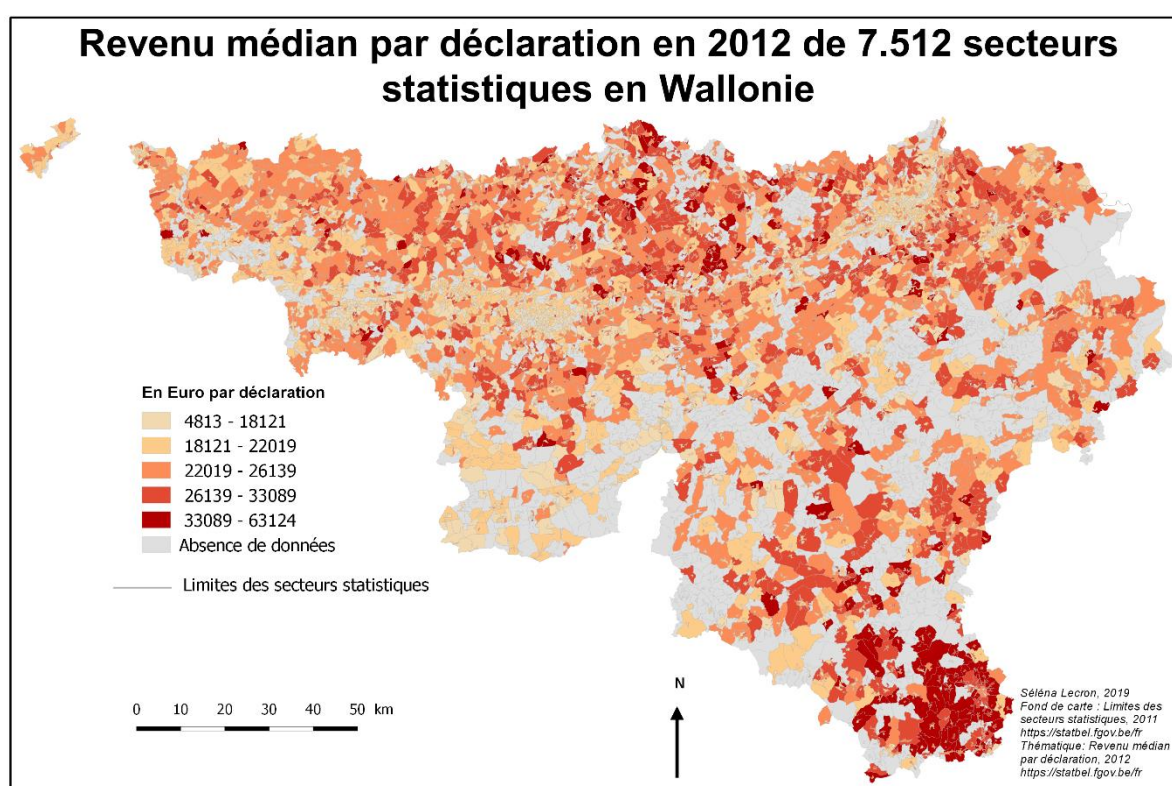 Revenu médian par déclaration en 2012 de 7.512 secteurs
statistiques en Wallonie
En Euro par déclaration
4813 - 18121
18121 - 22019
22019 - 26139
26139 - 33089
33089 - 63124
Absence de données
Limites des secteurs statistiques
0 10 20 30 40 50 km
N
Séléna Lecron, 2019
Fond de carte : Limites des
secteurs statistiques, 2011
https://statbel.fgov.be/fr
Thématique: Revenu médian
par déclaration, 2012
https://statbel.fgov.be/fr